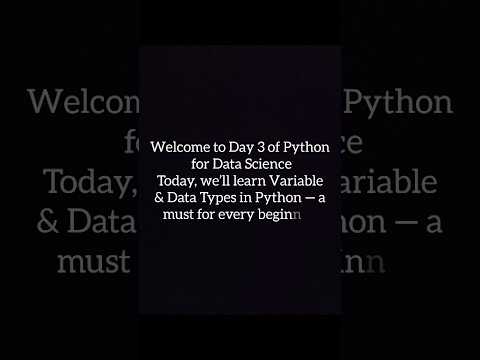 Welcome to Day 3 of Python
for Data Science
Today, we'll learn Variable
& Data Types in Python — a
must for every beginn